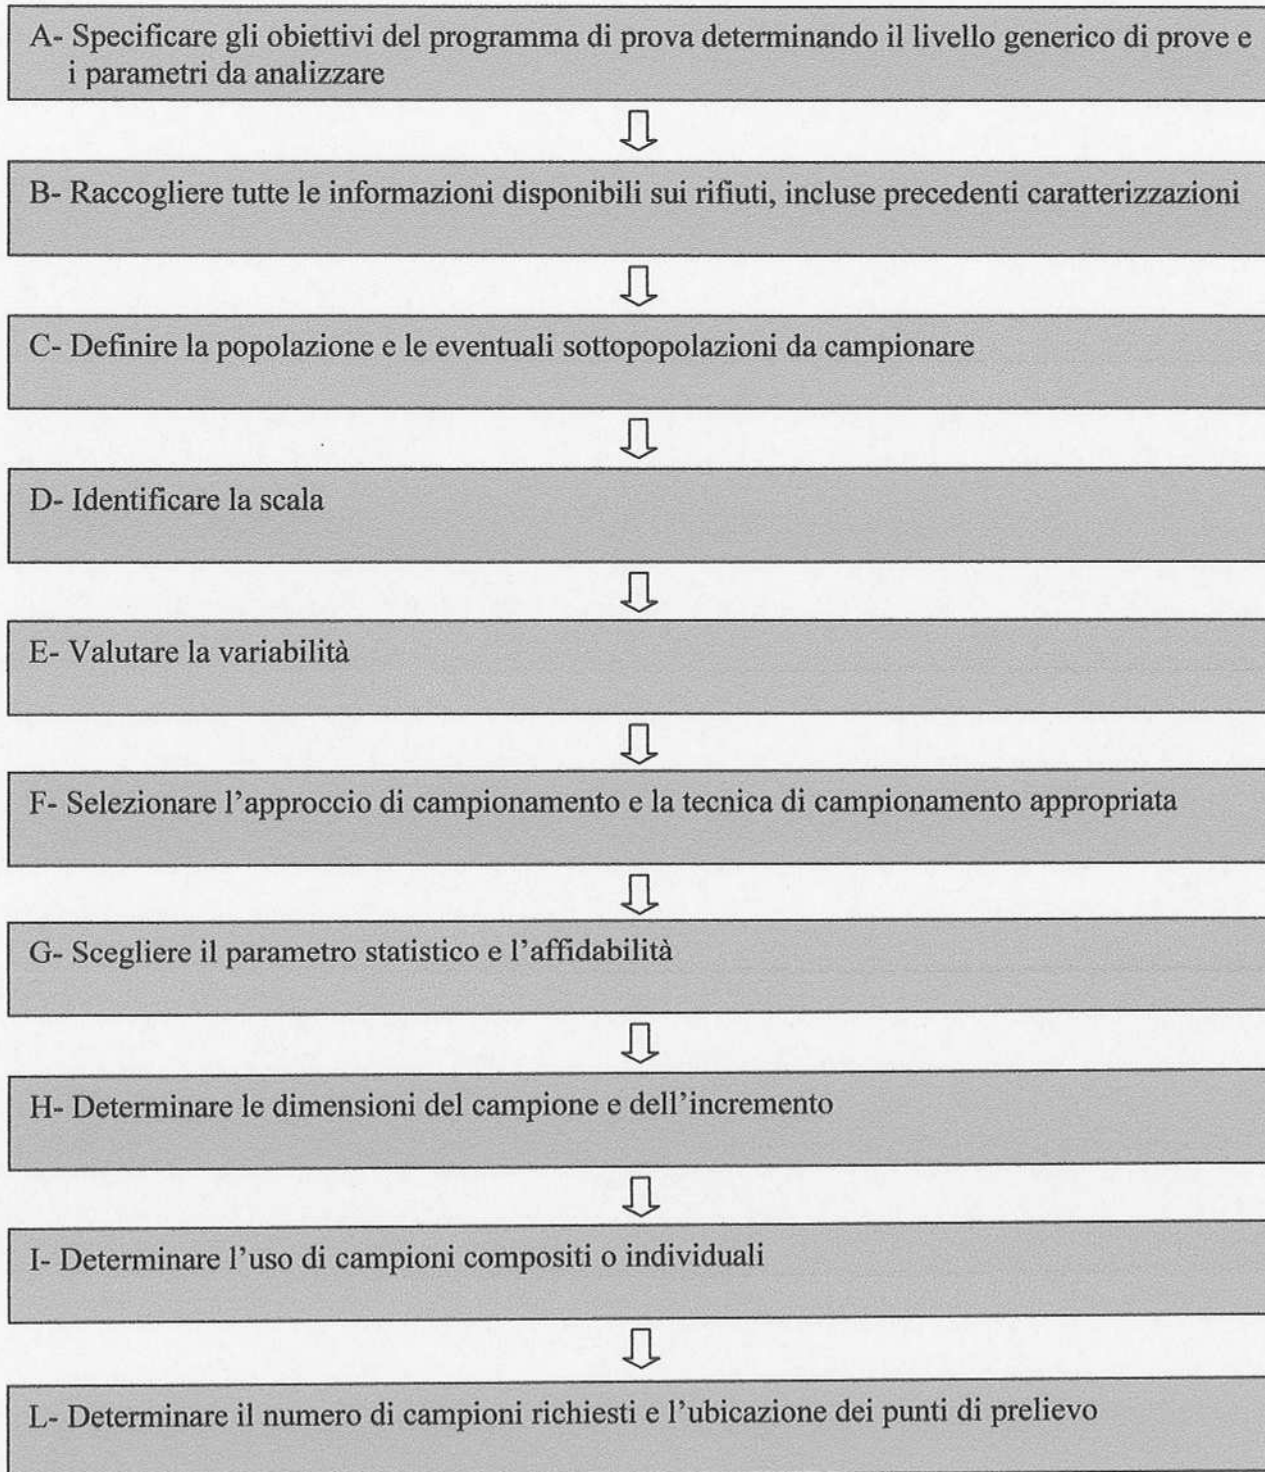 A- Specificare gli obiettivi del programma di prova determinando il livello generico di prove e
i parametri da analizzare
B- Raccogliere tutte le informazioni disponibili sui rifiuti, incluse precedenti caratterizzazioni
C- Definire la popolazione e le eventuali sottopopolazioni da campionare
D- Identificare la scala
E- Valutare la variabilità
F- Selezionare l’approccio di campionamento e la tecnica di campionamento appropriata
G- Scegliere il parametro statistico e l’affidabilità
H- Determinare le dimensioni del campione e dell’incremento
I- Determinare l’uso di campioni compositi o individuali
L- Determinare il numero di campioni richiesti e l’ubicazione dei punti di prelievo